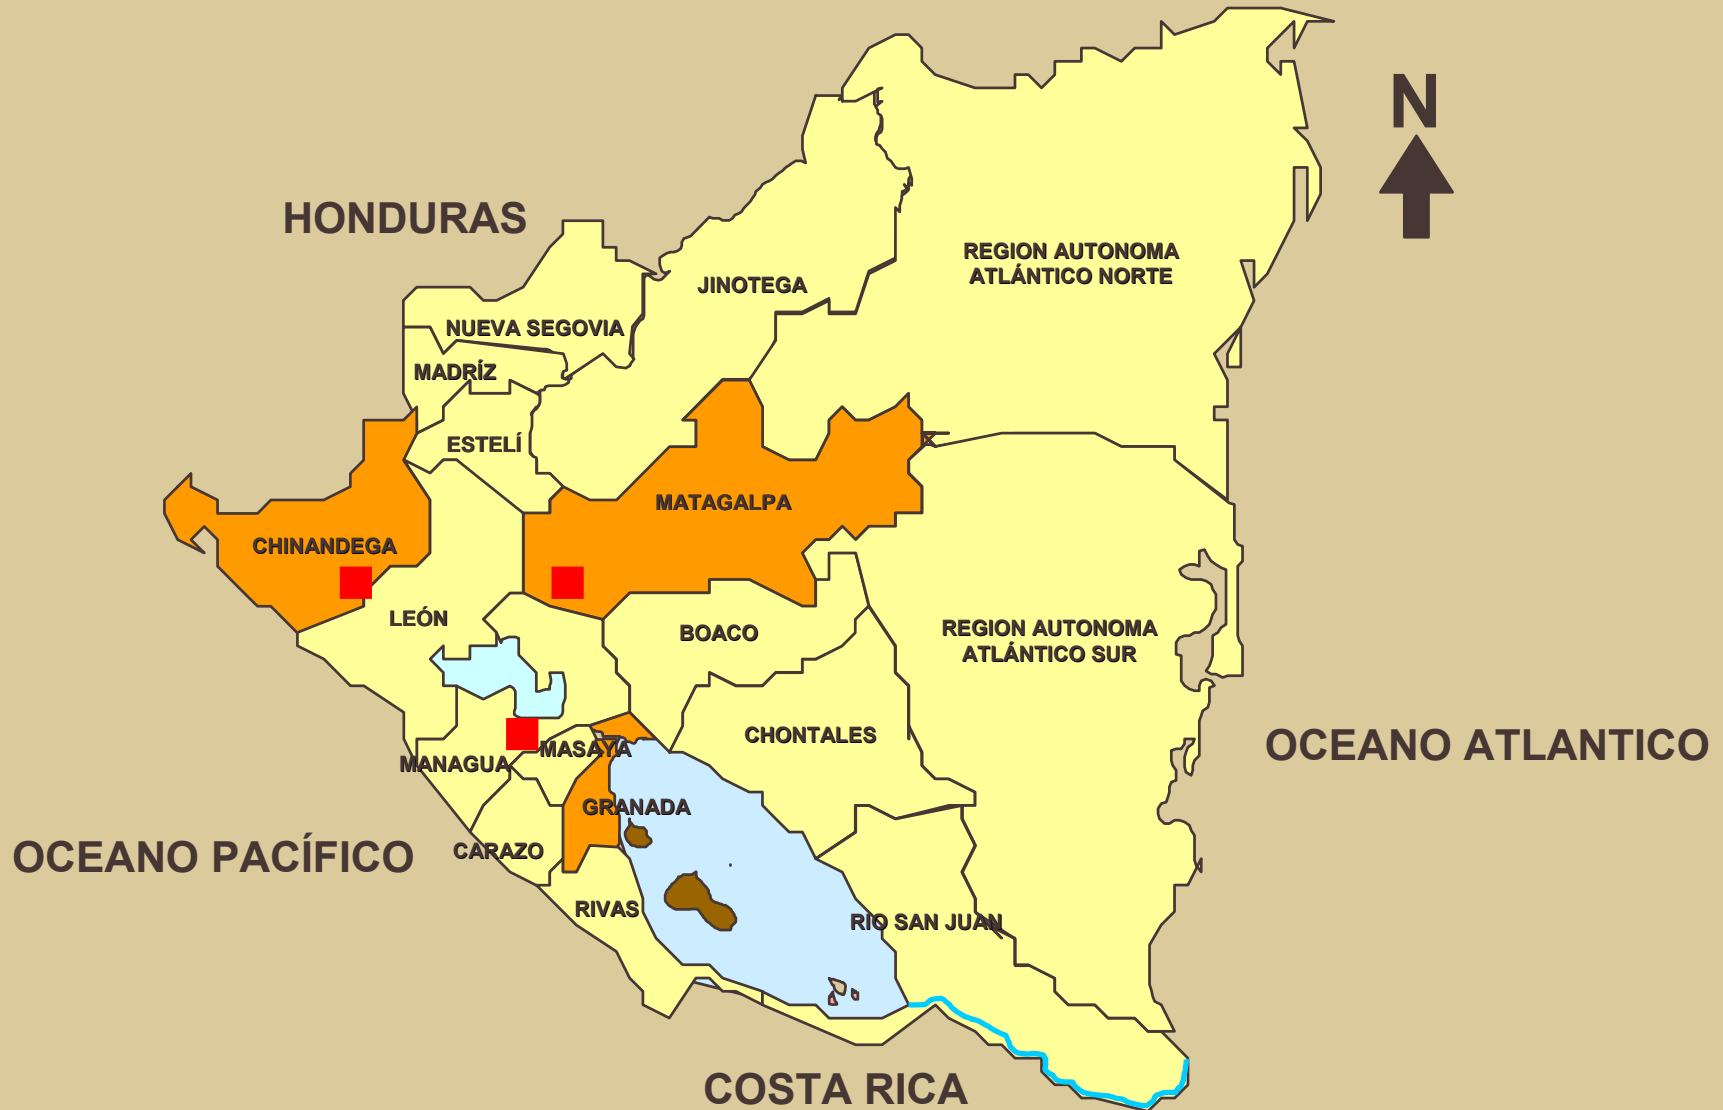 N
HONDURAS
REGION AUTONOMA
ATLÁNTICO NORTE
JINOTEGA
NUEVA SEGOVIA
MADRÍZ
ESTELÍ
MATAGALPA
CHINANDEGA
LEÓN
BOACO
REGION AUTONOMA
ATLÁNTICO SUR
CHONTALES
MASAYA
OCEANO ATLANTICO
MANAGUA
GRANADA
CARAZO
OCEANO PACÍFICO
RIVAS
RÍO SAN JUAN
COSTA RICA